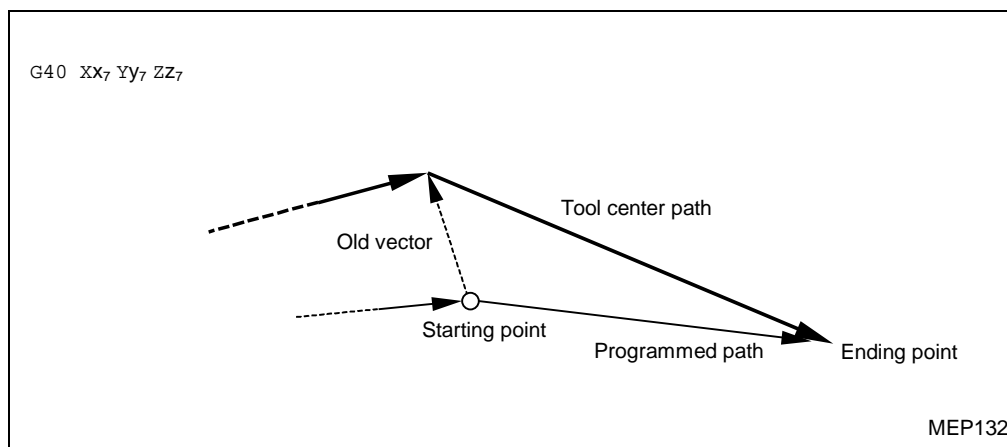 G40 Xx₇ Yy₇ Zz₇
Tool center path
Old vector
Starting point
Programmed path
Ending point
MEP132